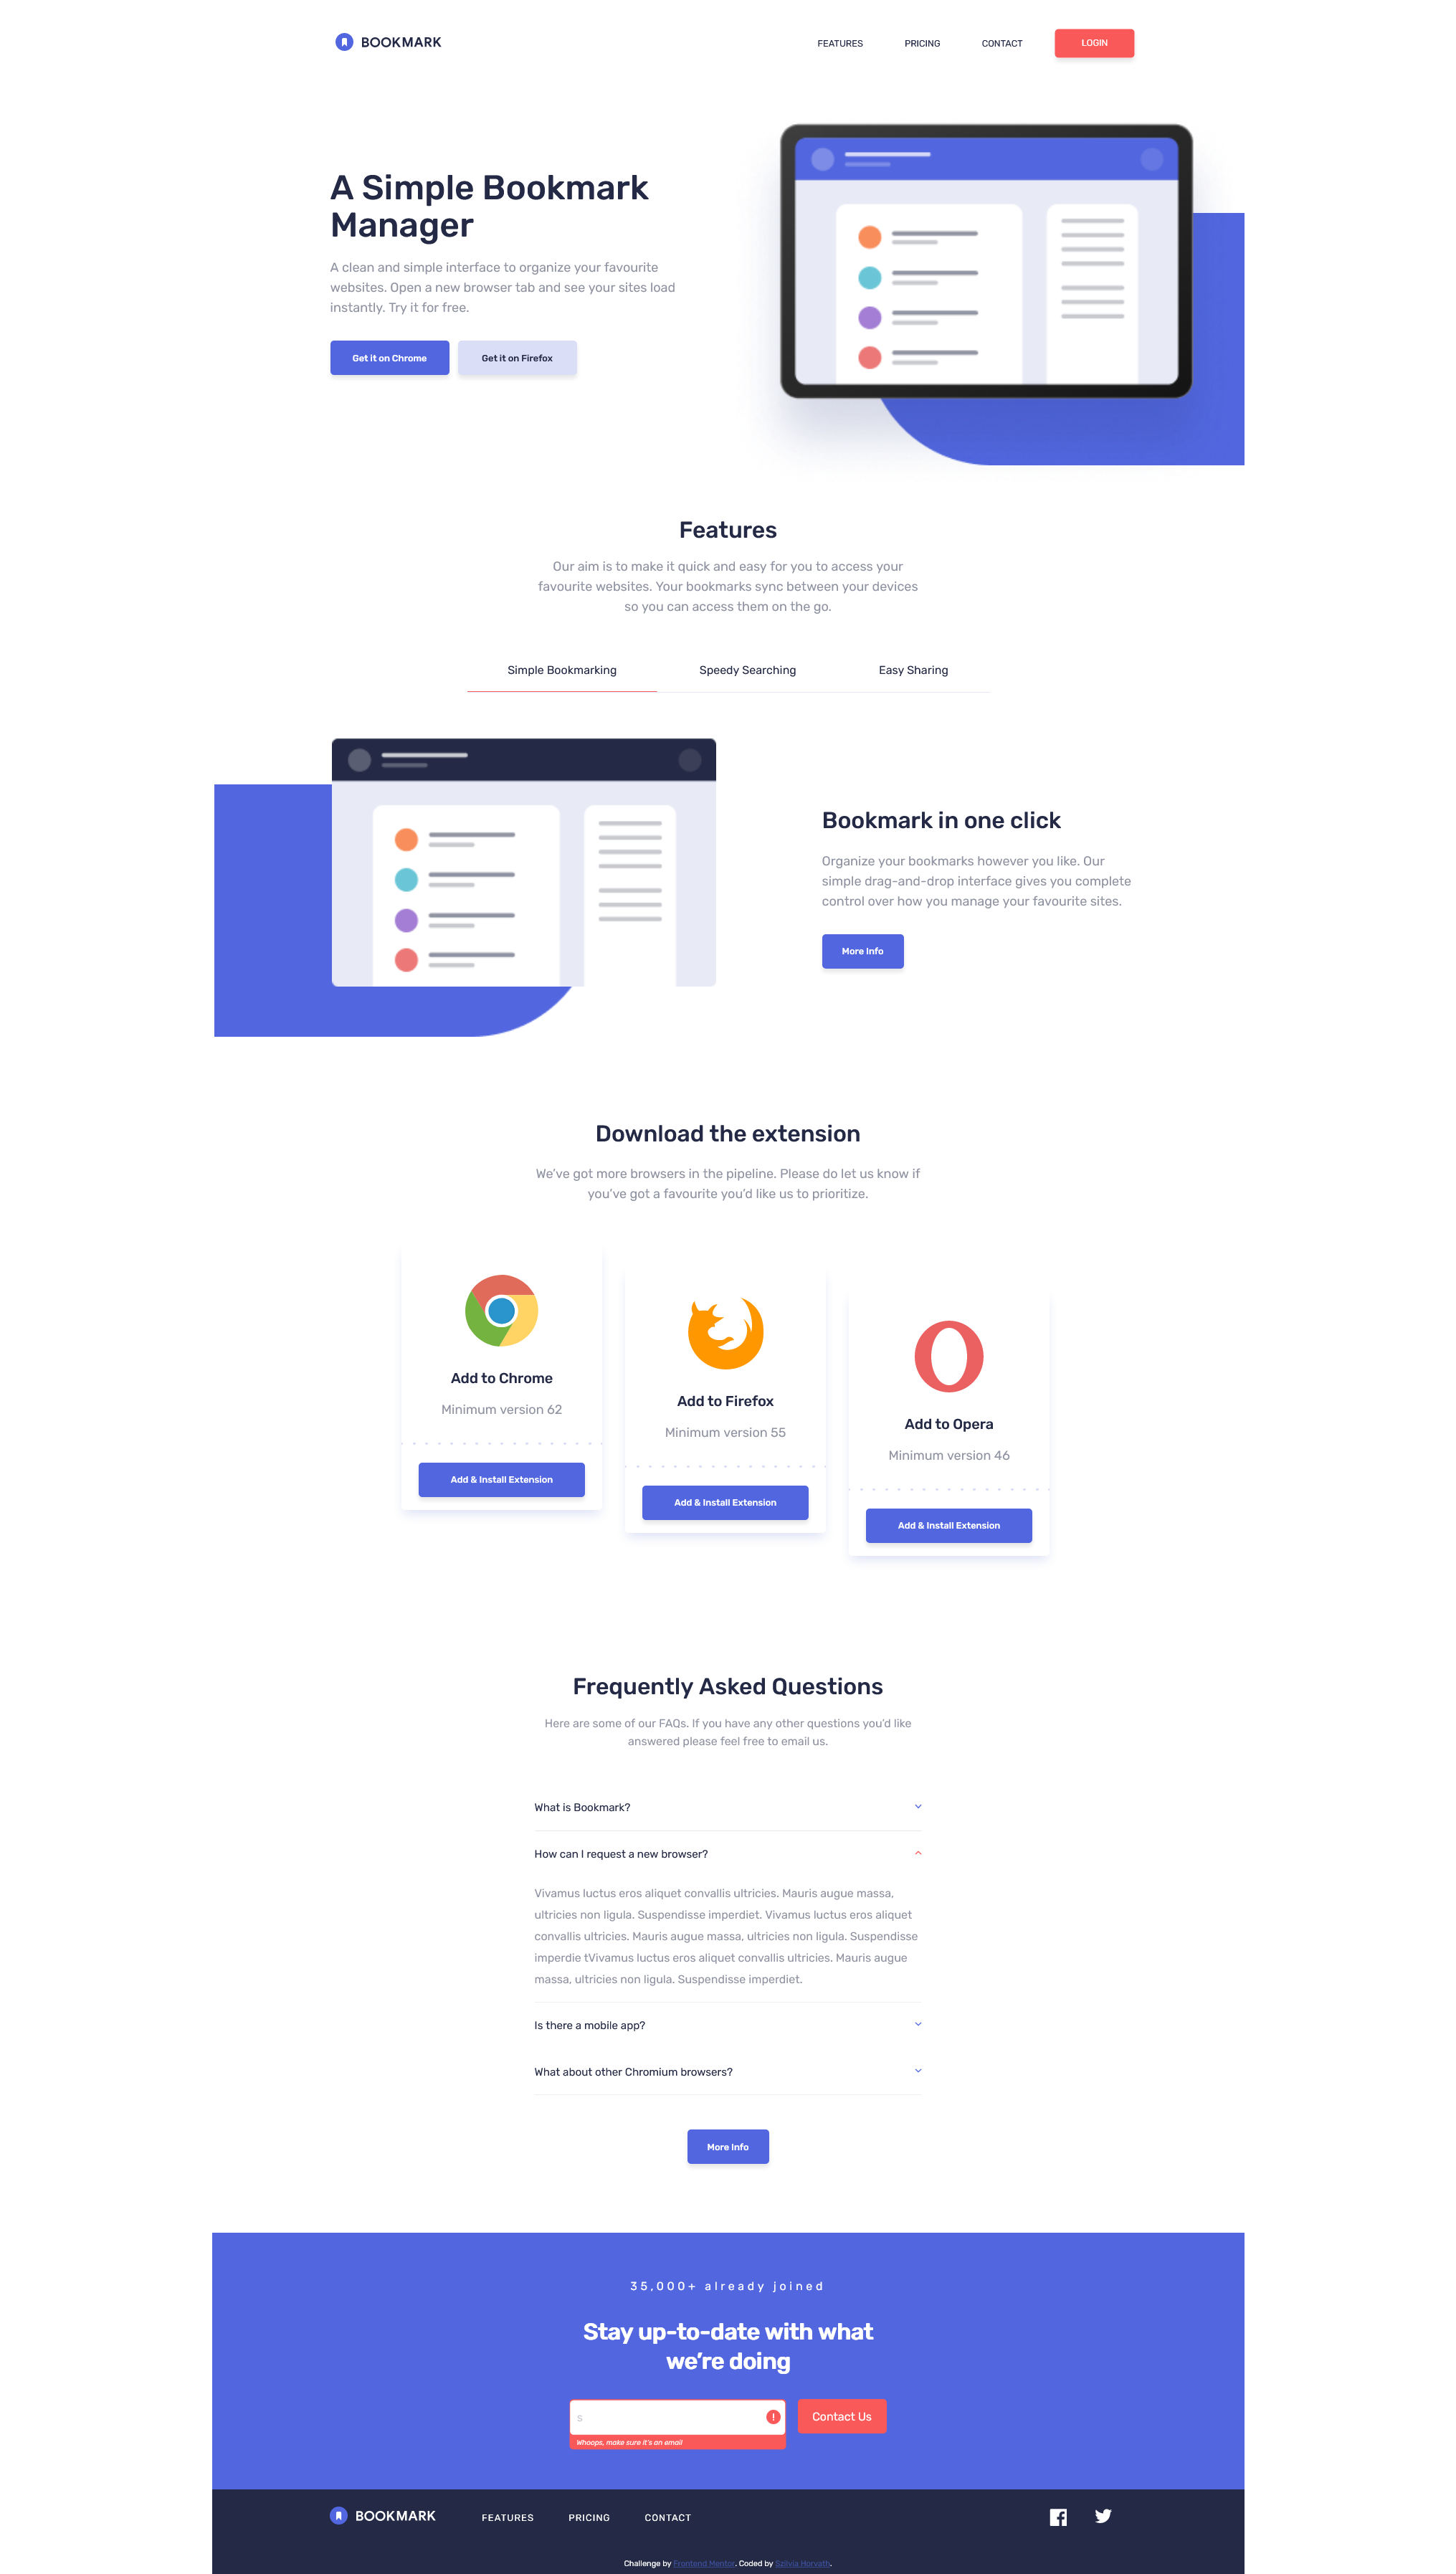 BOOKMARK
FEATURES
PRICING
CONTACT
LOGIN
A Simple Bookmark
Manager
A clean and simple interface to organize your favourite
websites. Open a new browser tab and see your sites load
instantly. Try it for free.
Get it on Chrome
Get it on Firefox
Features
Our aim is to make it quick and easy for you to access your
favourite websites. Your bookmarks sync between your devices
so you can access them on the go.
Simple Bookmarking
Speedy Searching
Easy Sharing
Bookmark in one click
Organize your bookmarks however you like. Our
simple drag-and-drop interface gives you complete
control over how you manage your favourite sites.
More Info
Download the extension
We’ve got more browsers in the pipeline. Please do let us know if
you’ve got a favourite you’d like us to prioritize.
Add to Chrome
Minimum version 62
Add & Install Extension
Add to Firefox
Minimum version 55
Add & Install Extension
Add to Opera
Minimum version 46
Add & Install Extension
Frequently Asked Questions
Here are some of our FAQs. If you have any other questions you’d like
answered please feel free to email us.
What is Bookmark?
How can I request a new browser?
Vivamus luctus eros aliquet convallis ultricies. Mauris augue massa,
ultricies non ligula. Suspendisse imperdiet. Vivamus luctus eros aliquet
convallis ultricies. Mauris augue massa, ultricies non ligula. Suspendisse
imperdie tVivamus luctus eros aliquet convallis ultricies. Mauris augue
massa, ultricies non ligula. Suspendisse imperdiet.
Is there a mobile app?
What about other Chromium browsers?
More Info
35,000+ already joined
Stay up-to-date with what
we’re doing
s
!
Contact Us
Whoops, make sure it’s an email
BOOKMARK
FEATURES
PRICING
CONTACT
Challenge by Frontend Mentor. Coded by Szilvia Horvath.